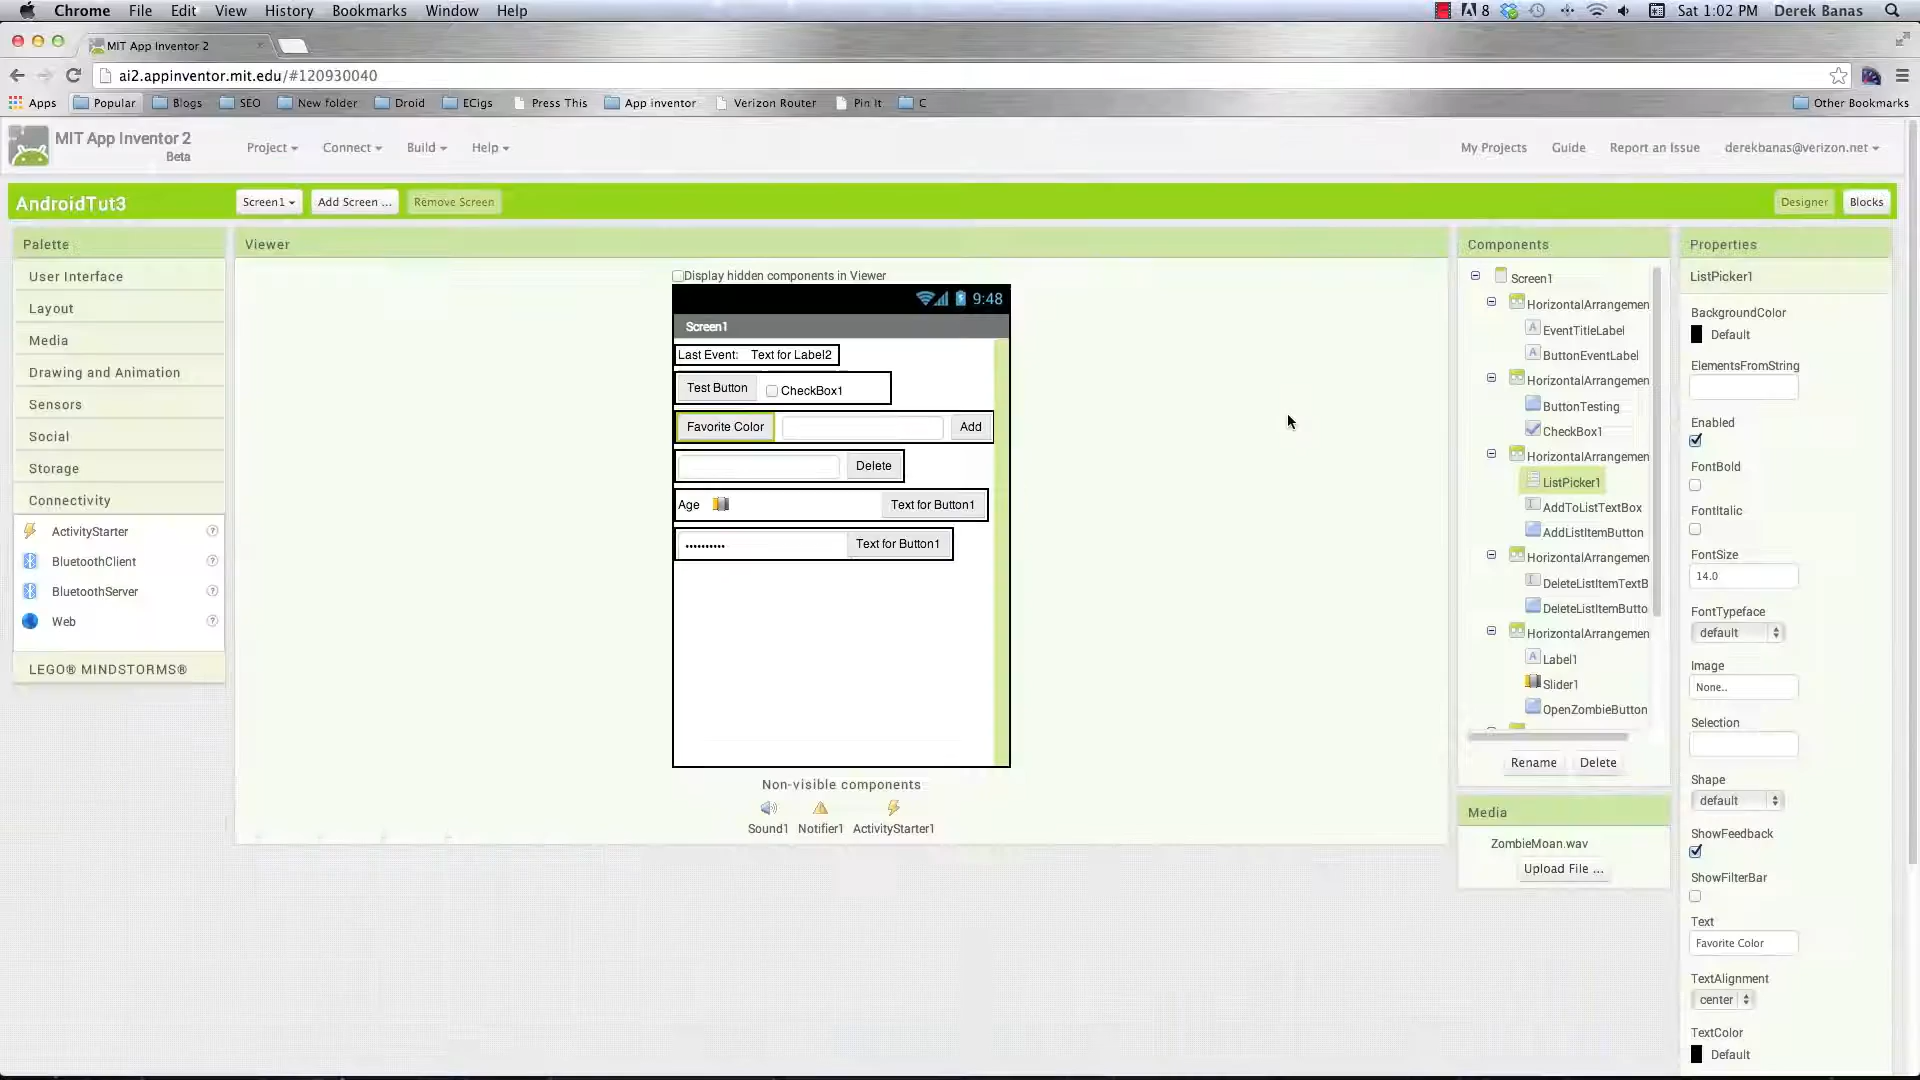 Chrome File Edit View History Bookmarks Window Help
8 Sat 1:02 PM Derek Banas
MIT App Inventor 2
ai2.appinventor.mit.edu/#120930040
Apps Popular Blogs SEO New folder Droid ECigs Press This App inventor Verizon Router Pin It C Other Bookmarks
MIT App Inventor 2
Beta
Project Connect Build Help
My Projects Guide Report an Issue derekbanas@verizon.net
AndroidTut3
Screen1 Add Screen ... Remove Screen
Designer Blocks
Palette
User Interface
Layout
Media
Drawing and Animation
Sensors
Social
Storage
Connectivity
ActivityStarter ?
BluetoothClient ?
BluetoothServer ?
Web ?
LEGO® MINDSTORMS®
Viewer
Display hidden components in Viewer
9:48
Screen1
Last Event: Text for Label2
Test Button CheckBox1
Favorite Color Add
Delete
Age Text for Button1
•••••••••• Text for Button1
Non-visible components
Sound1 Notifier1 ActivityStarter1
Components
Screen1
HorizontalArrangemen
EventTitleLabel
ButtonEventLabel
HorizontalArrangemen
ButtonTesting
CheckBox1
HorizontalArrangemen
ListPicker1
AddToListTextBox
AddListItemButton
HorizontalArrangemen
DeleteListItemTextB
DeleteListItemButto
HorizontalArrangemen
Label1
Slider1
OpenZombieButton
Rename Delete
Media
ZombieMoan.wav
Upload File ...
Properties
ListPicker1
BackgroundColor
Default
ElementsFromString
Enabled
FontBold
FontItalic
FontSize
14.0
FontTypeface
default
Image
None..
Selection
Shape
default
ShowFeedback
ShowFilterBar
Text
Favorite Color
TextAlignment
center
TextColor
Default